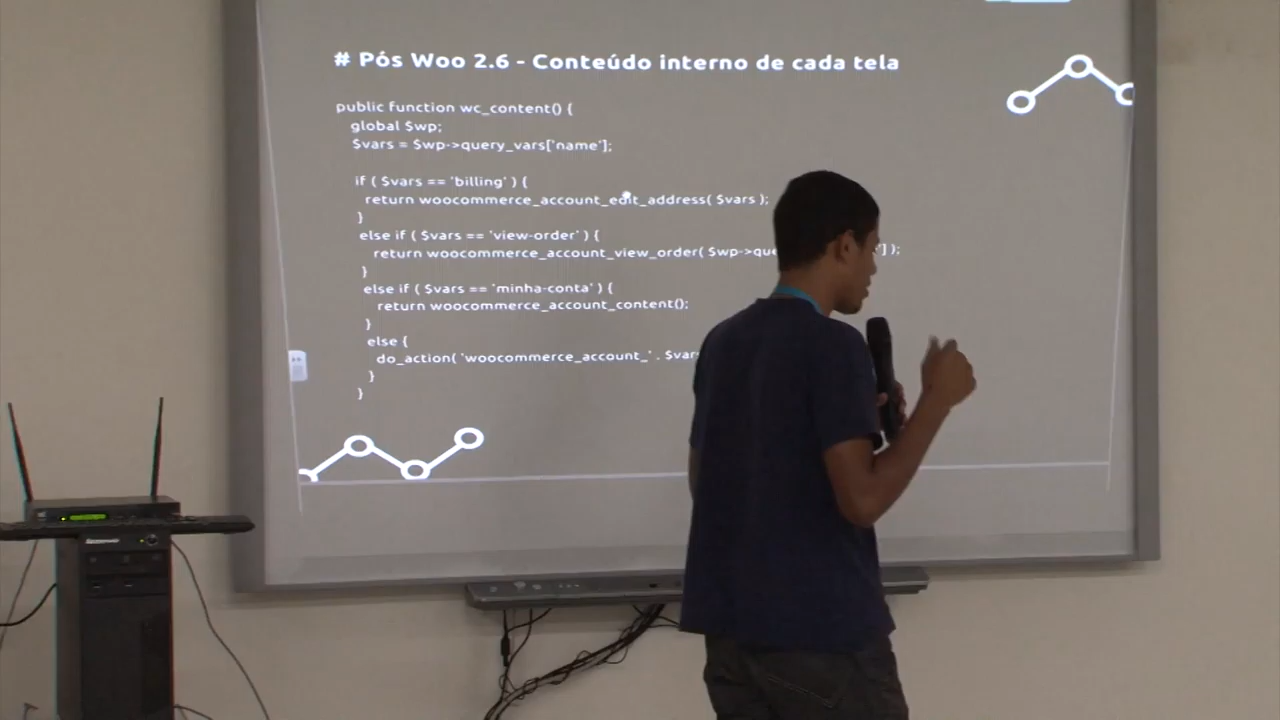 # Pós Woo 2.6 - Conteúdo interno de cada tela
public function wc_content() {
global $wp;
$vars = $wp->query_vars['name'];
if ( $vars == 'billing' ) {
return woocommerce_account_edit_address( $vars );
}
else if ( $vars == 'view-order' ) {
return woocommerce_account_view_order( $wp->que '] );
}
else if ( $vars == 'minha-conta' ) {
return woocommerce_account_content();
}
else {
do_action( 'woocommerce_account_' . $vars
}
}